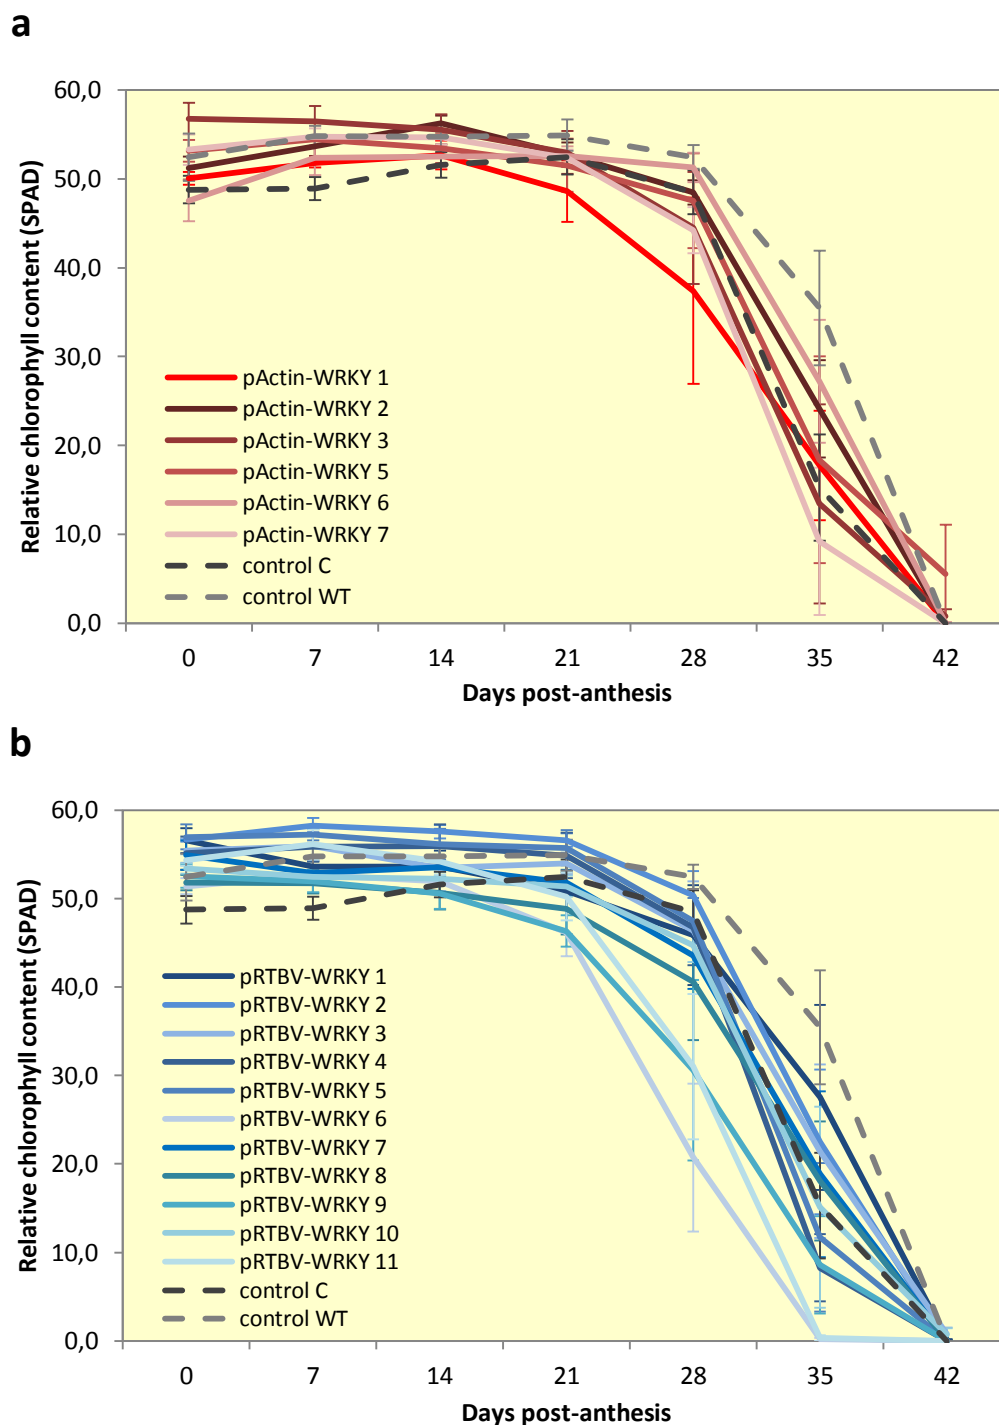 a
Relative chlorophyll content (SPAD)
60,0
50,0
40,0
30,0
20,0
10,0
0,0
pActin-WRKY 1
pActin-WRKY 2
pActin-WRKY 3
pActin-WRKY 5
pActin-WRKY 6
pActin-WRKY 7
control C
control WT
0 7 14 21 28 35 42
Days post-anthesis
b
Relative chlorophyll content (SPAD)
60,0
50,0
40,0
30,0
20,0
10,0
0,0
pRTBV-WRKY 1
pRTBV-WRKY 2
pRTBV-WRKY 3
pRTBV-WRKY 4
pRTBV-WRKY 5
pRTBV-WRKY 6
pRTBV-WRKY 7
pRTBV-WRKY 8
pRTBV-WRKY 9
pRTBV-WRKY 10
pRTBV-WRKY 11
control C
control WT
0 7 14 21 28 35 42
Days post-anthesis